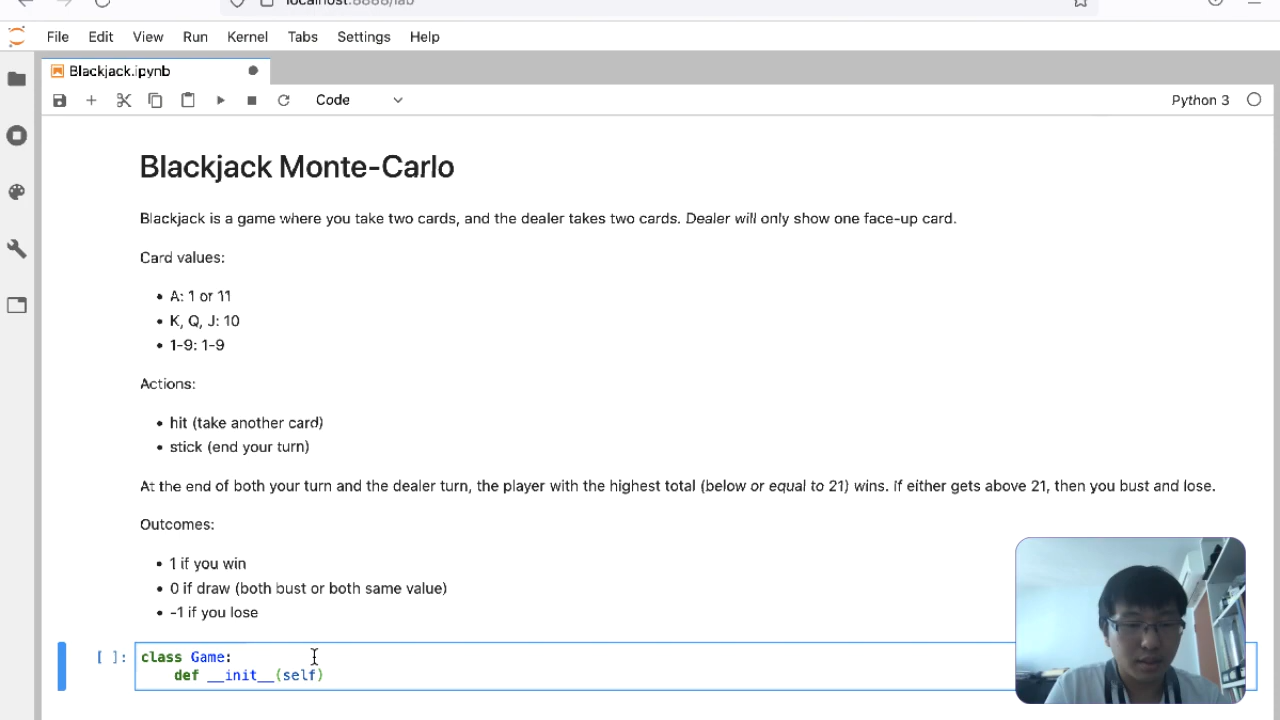 localhost:8888/lab
File Edit View Run Kernel Tabs Settings Help
Blackjack.ipynb
Code Python 3
Blackjack Monte-Carlo
Blackjack is a game where you take two cards, and the dealer takes two cards. Dealer will only show one face-up card.
Card values:
• A: 1 or 11
• K, Q, J: 10
• 1-9: 1-9
Actions:
• hit (take another card)
• stick (end your turn)
At the end of both your turn and the dealer turn, the player with the highest total (below or equal to 21) wins. If either gets above 21, then you bust and lose.
Outcomes:
• 1 if you win
• 0 if draw (both bust or both same value)
• -1 if you lose
[ ]: class Game:
def __init__(self)